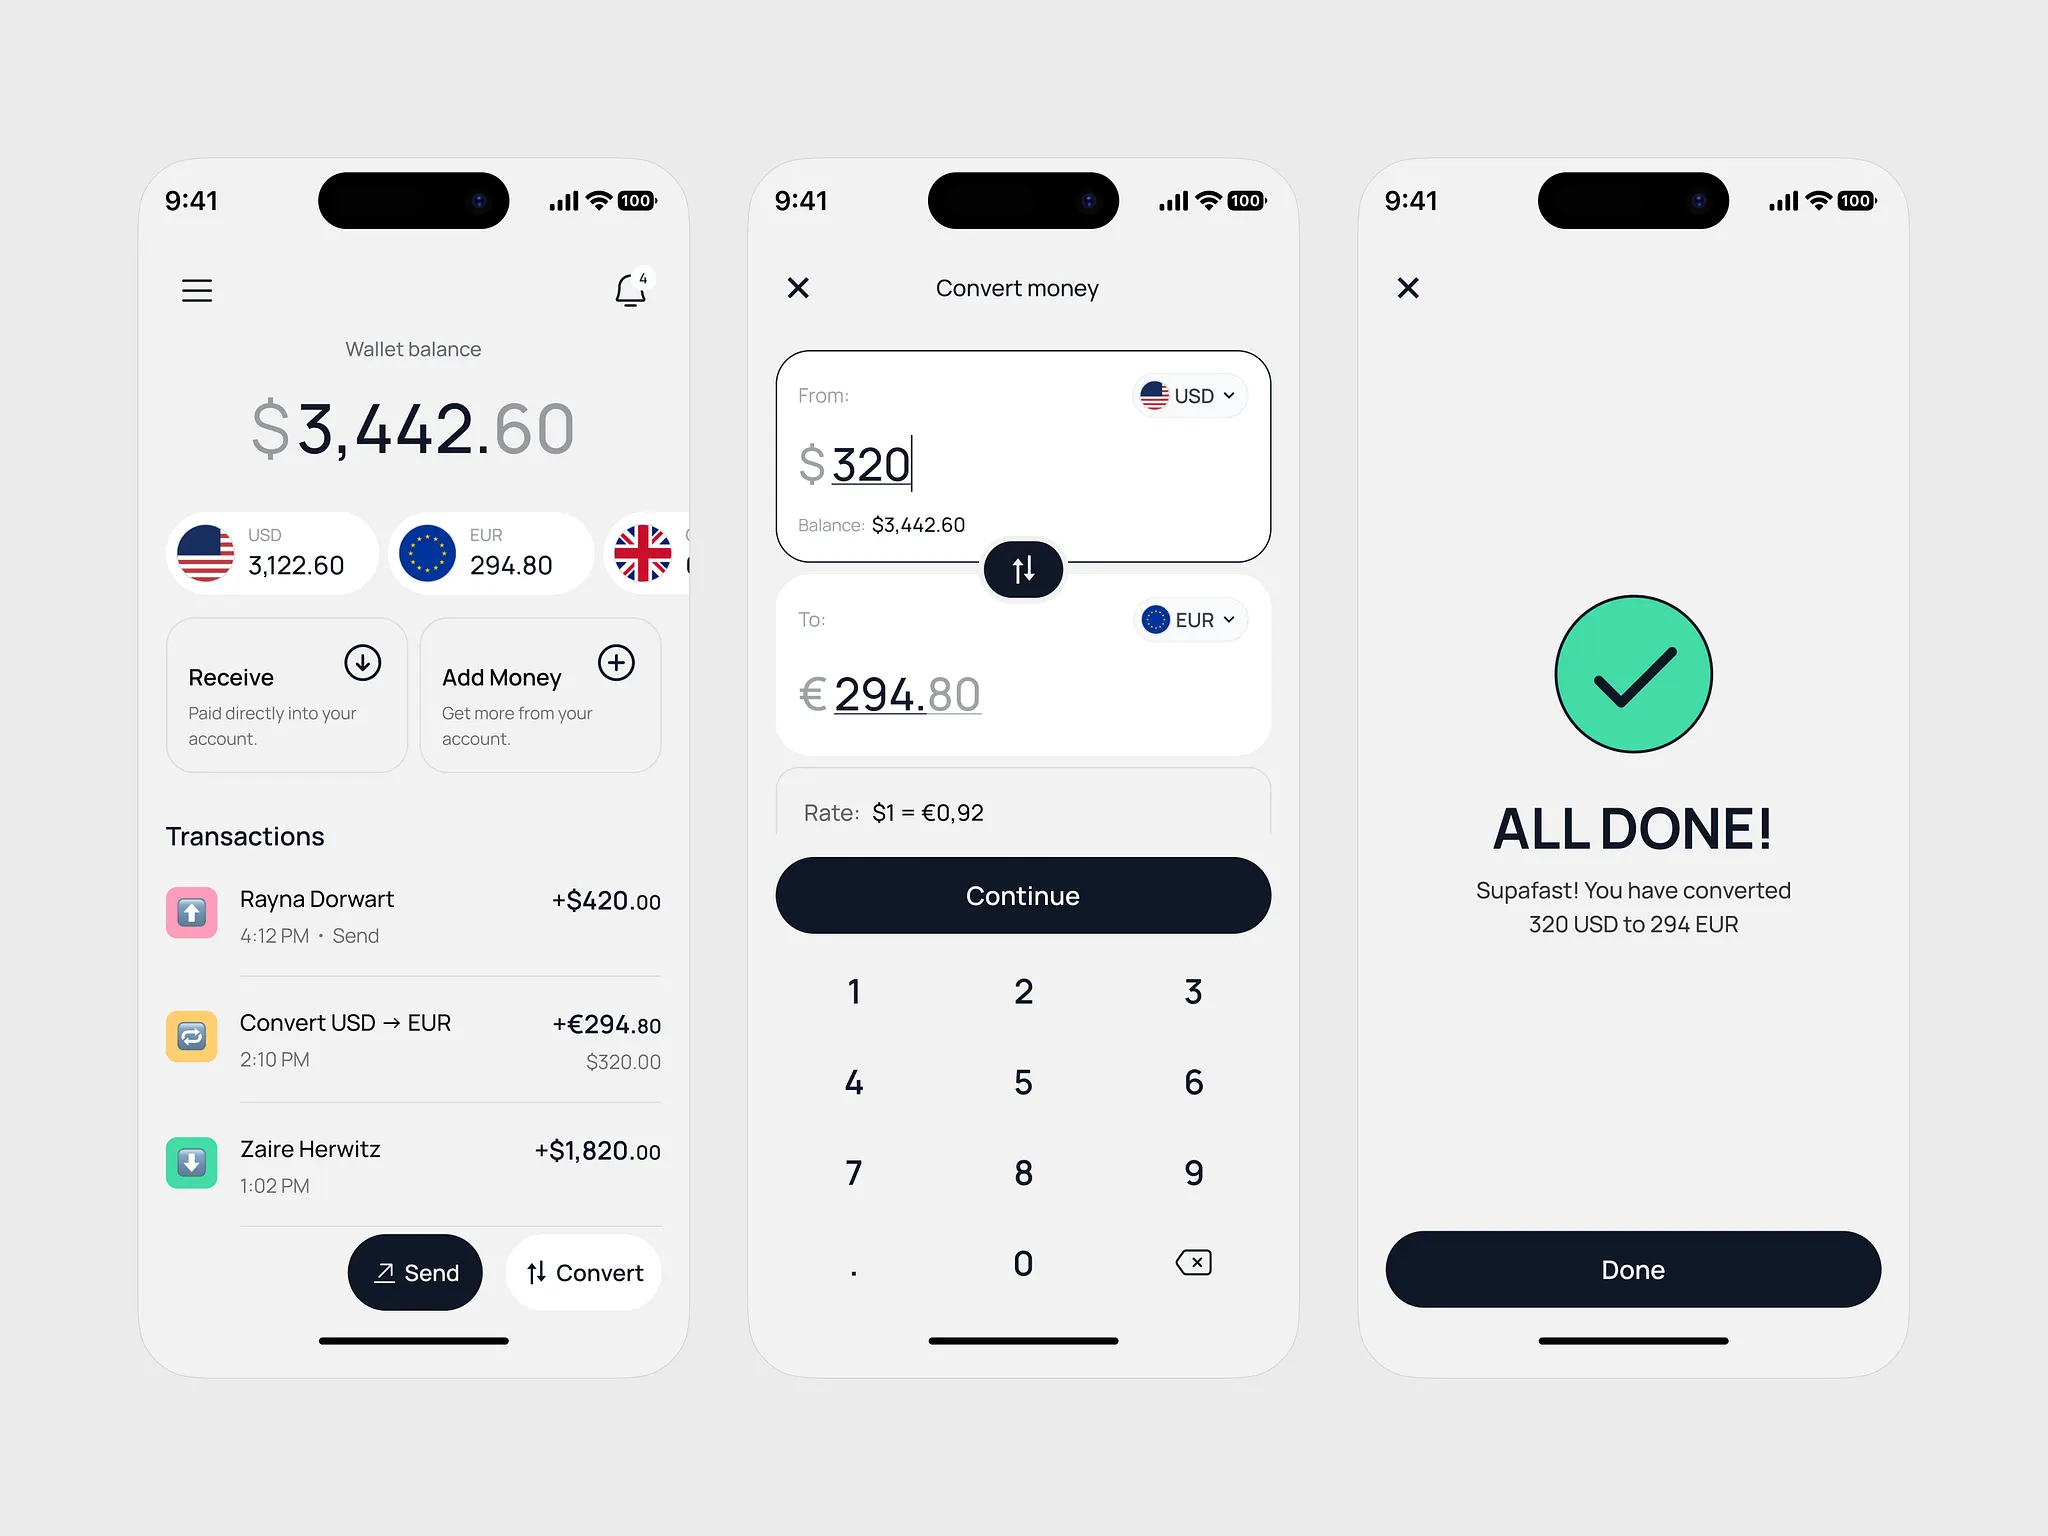 9:41
100
4
Wallet balance
$3,442.60
USD
3,122.60
EUR
294.80
Receive
Paid directly into your
account.
Add Money
Get more from your
account.
Transactions
Rayna Dorwart
+$420.00
4:12 PM • Send
Convert USD → EUR
+€294.80
2:10 PM
$320.00
Zaire Herwitz
+$1,820.00
1:02 PM
Send
Convert
9:41
100
Convert money
From:
USD
$320
Balance: $3,442.60
To:
EUR
€294.80
Rate: $1 = €0,92
Continue
1 2 3
4 5 6
7 8 9
. 0
9:41
100
ALL DONE!
Supafast! You have converted
320 USD to 294 EUR
Done